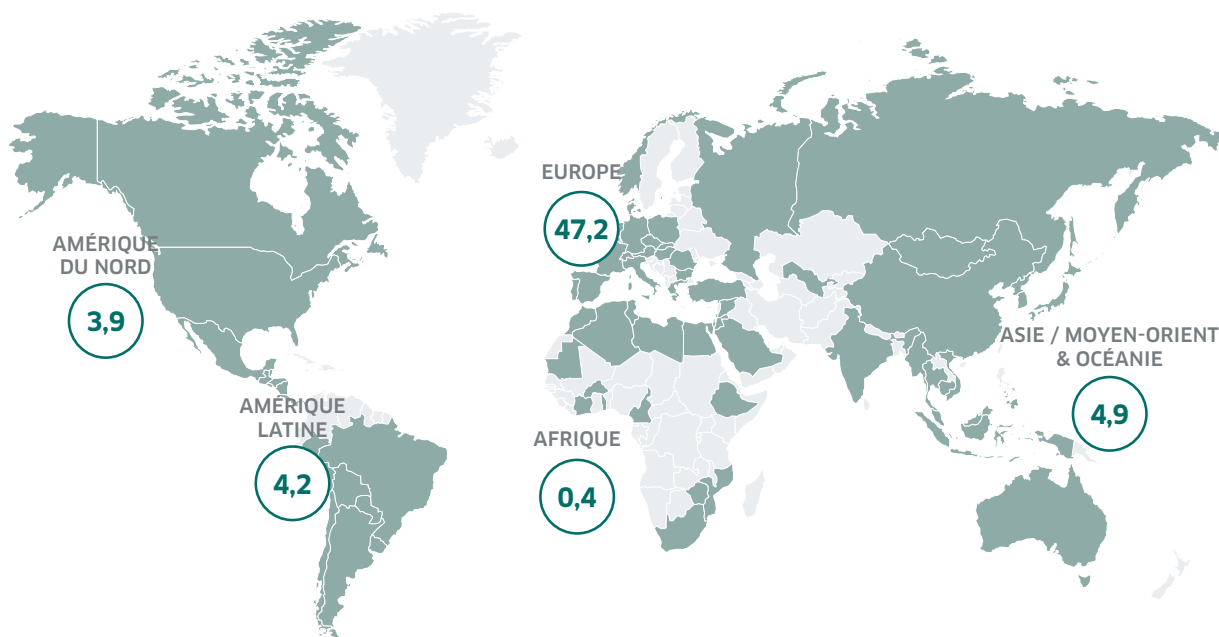 EUROPE
47,2
AMÉRIQUE
DU NORD
3,9
ASIE / MOYEN-ORIENT
& OCÉANIE
4,9
AMÉRIQUE
LATINE
4,2
AFRIQUE
0,4